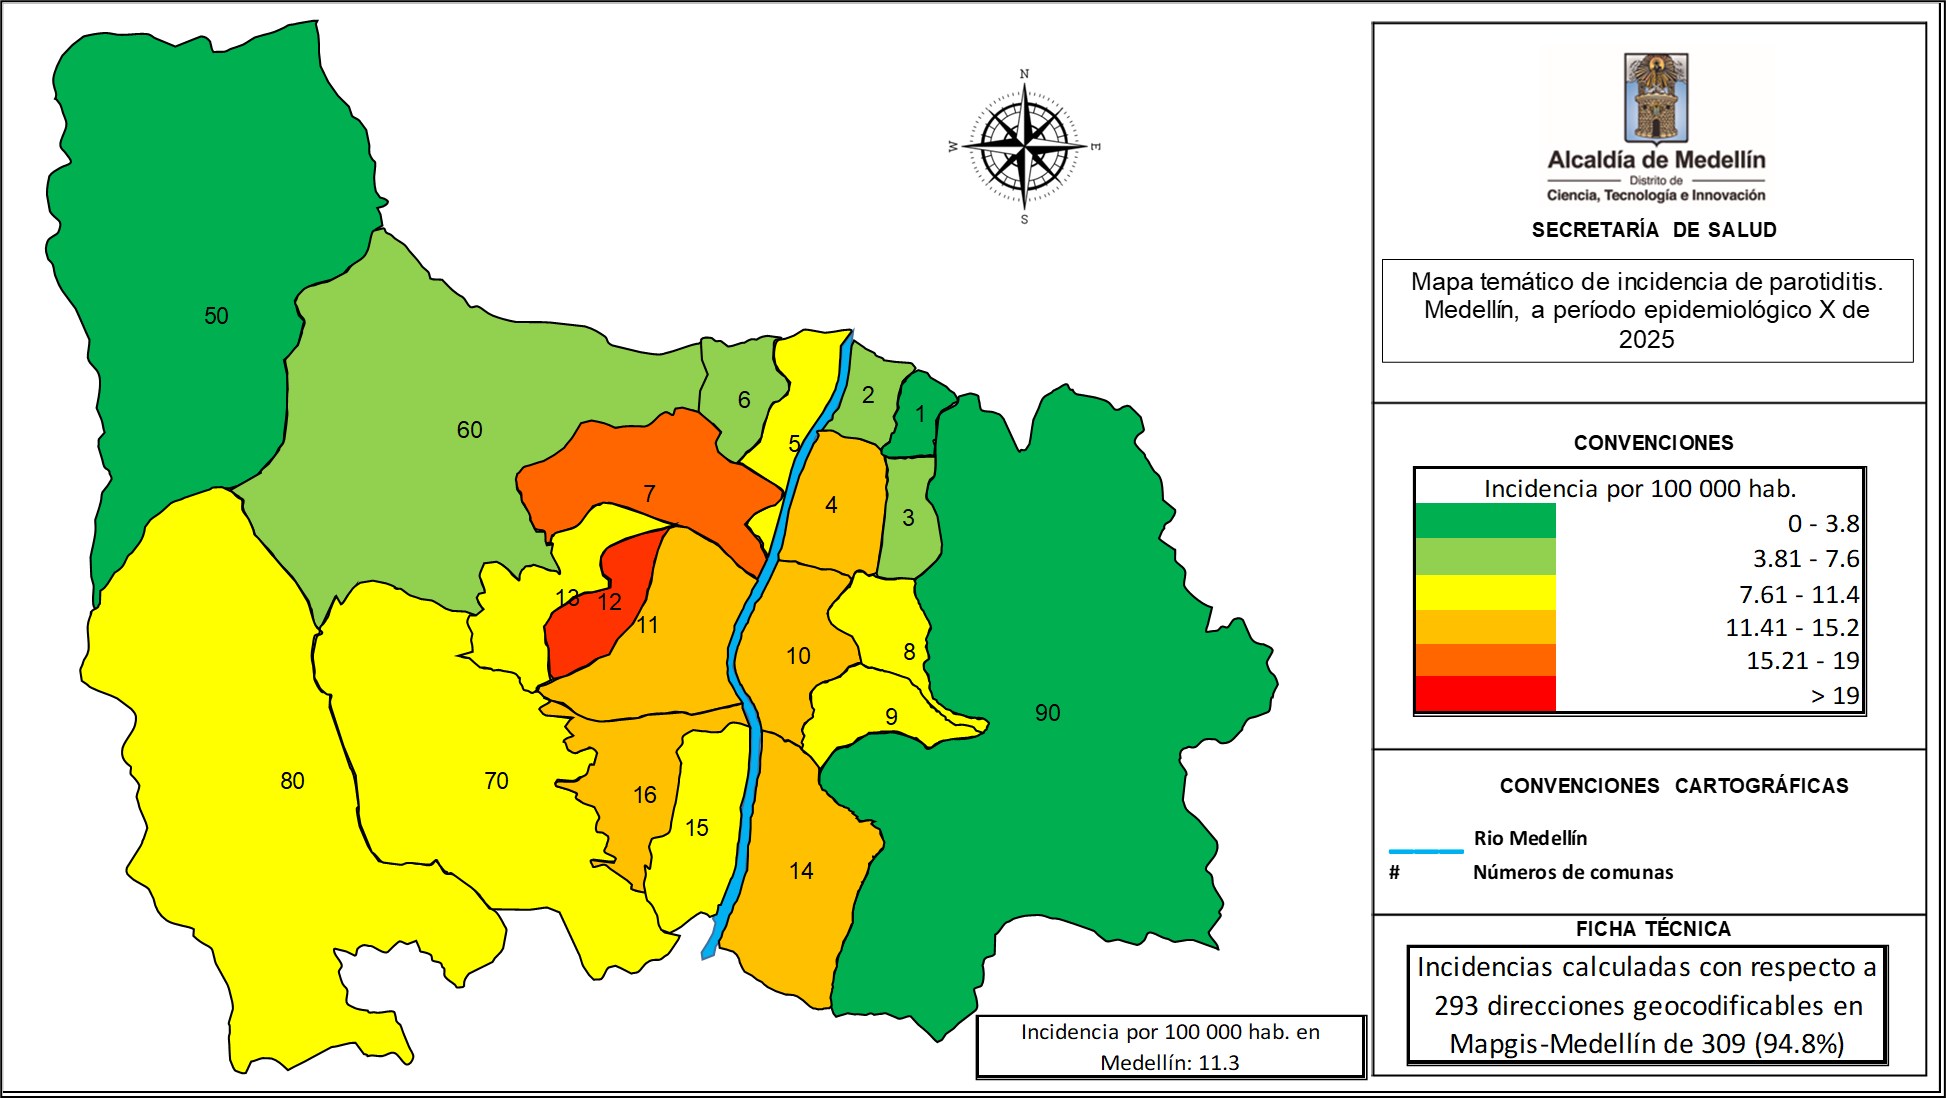 N
W
E
S
50
60
6
5
2
1
7
4
3
13
12
11
10
8
9
90
80
70
16
15
14
Incidencia por 100 000 hab. en
Medellín: 11.3
Alcaldía de Medellín
Distrito de
Ciencia, Tecnología e Innovación
SECRETARÍA DE SALUD
Mapa temático de incidencia de parotiditis.
Medellín, a período epidemiológico X de
2025
CONVENCIONES
Incidencia por 100 000 hab.
0 - 3.8
3.81 - 7.6
7.61 - 11.4
11.41 - 15.2
15.21 - 19
> 19
CONVENCIONES CARTOGRÁFICAS
Rio Medellín
# Números de comunas
FICHA TÉCNICA
Incidencias calculadas con respecto a
293 direcciones geocodificables en
Mapgis-Medellín de 309 (94.8%)